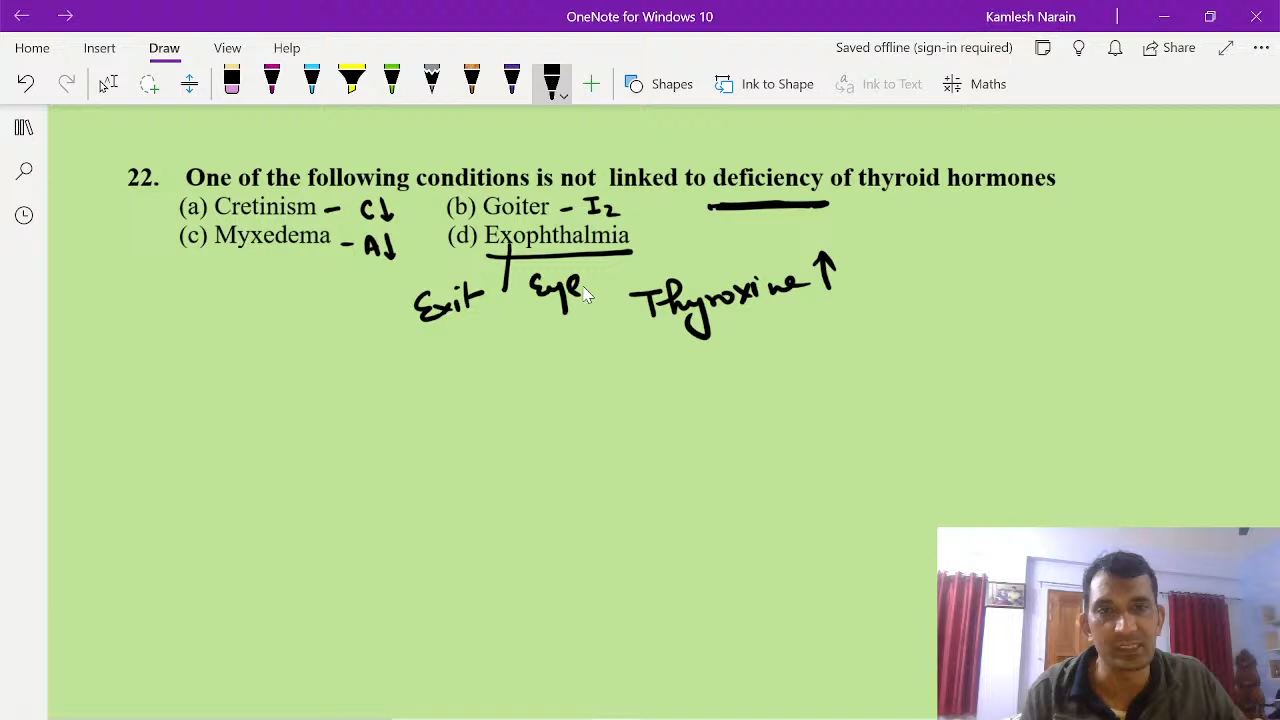 OneNote for Windows 10
Kamlesh Narain
Home Insert Draw View Help
Saved offline (sign-in required)
Share
Shapes
Ink to Shape
Ink to Text
Maths
22. One of the following conditions is not linked to deficiency of thyroid hormones
(a) Cretinism - C↓ (b) Goiter - I2
(c) Myxedema - A↓ (d) Exophthalmia
Exit Eye Thyroxine ↑